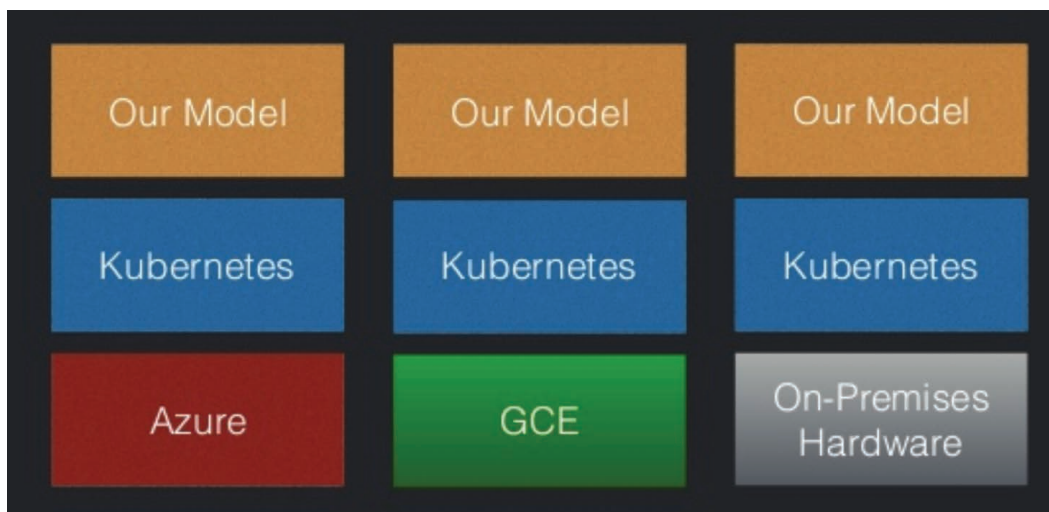 Our Model
Our Model
Our Model
Kubernetes
Kubernetes
Kubernetes
Azure
GCE
On-Premises
Hardware